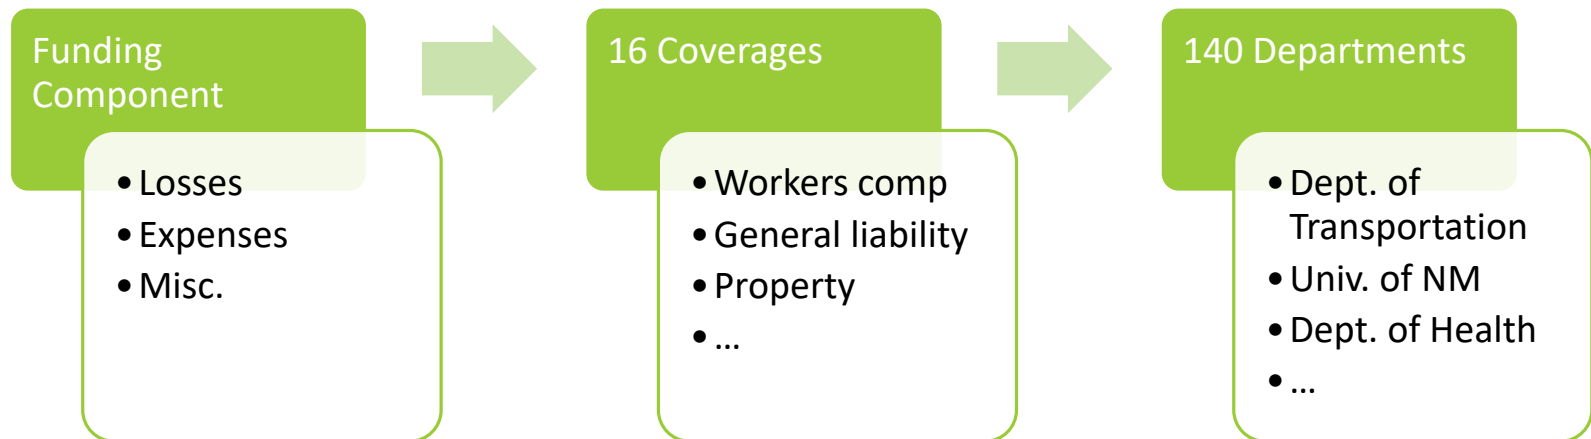 Funding
Component
• Losses
• Expenses
• Misc.
16 Coverages
• Workers comp
• General liability
• Property
• ...
140 Departments
• Dept. of
Transportation
• Univ. of NM
• Dept. of Health
• ...